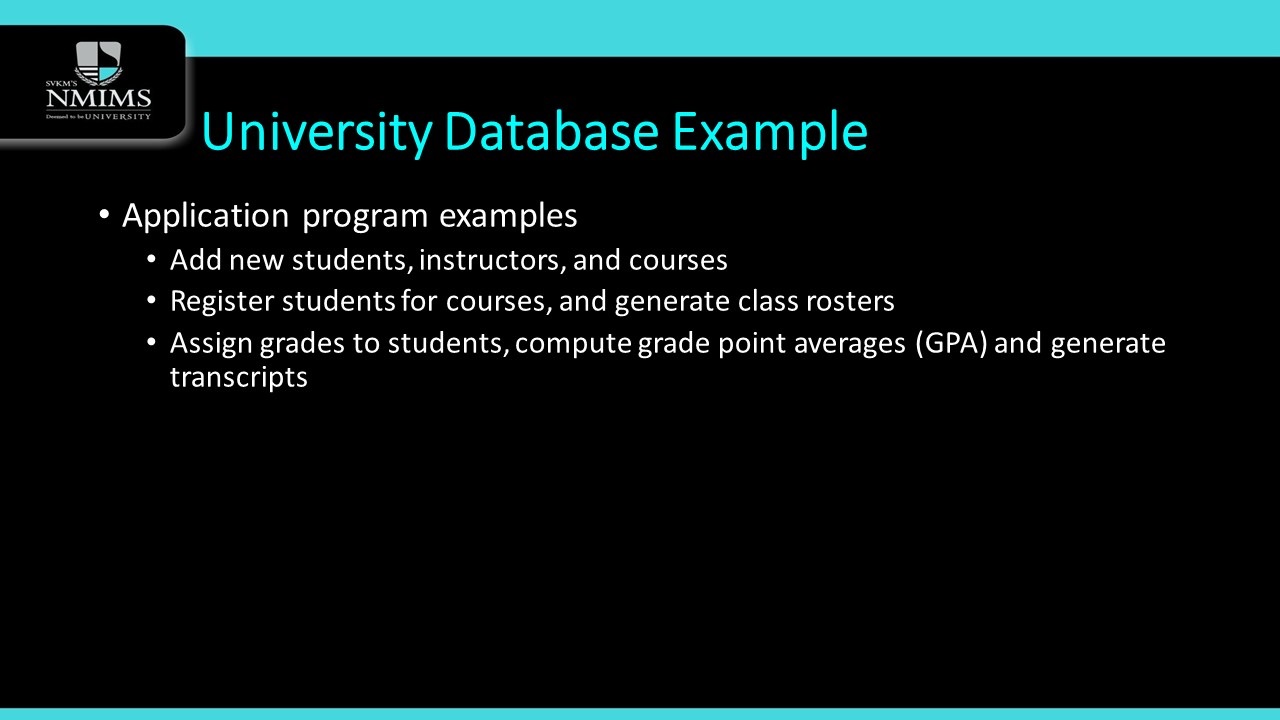 SVKM'S
NMIMS
Deemed to be UNIVERSITY
University Database Example
• Application program examples
• Add new students, instructors, and courses
• Register students for courses, and generate class rosters
• Assign grades to students, compute grade point averages (GPA) and generate
transcripts